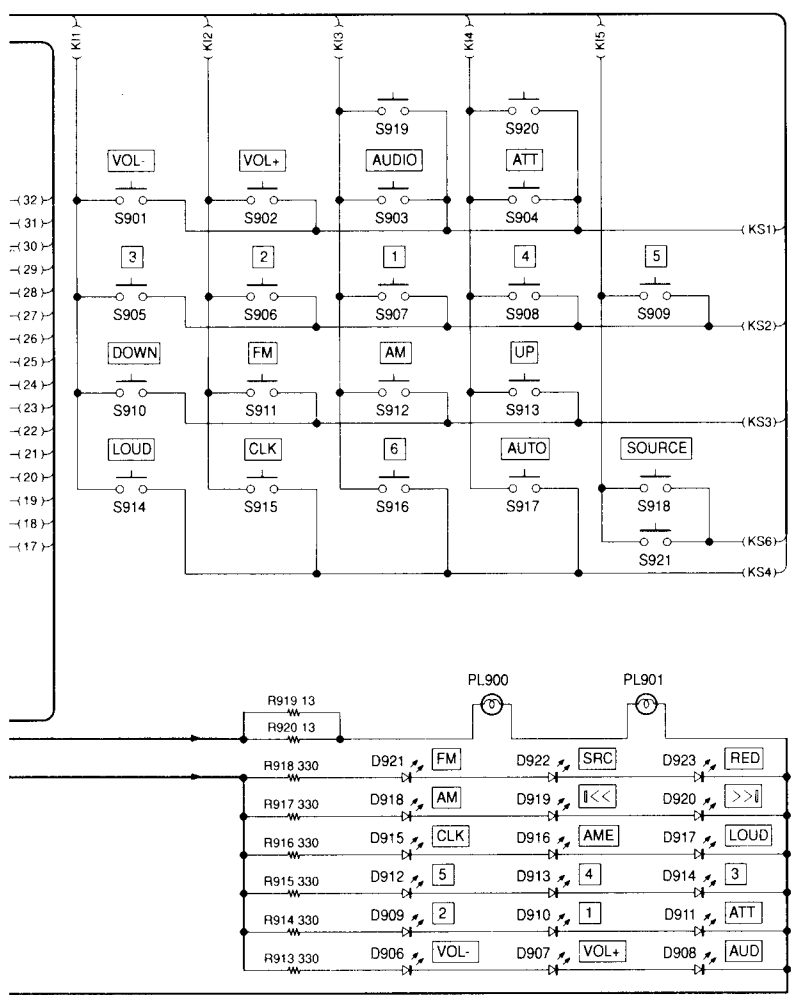 KI1 KI2 KI3 KI4 KI5
S919 S920
VOL- VOL+ AUDIO ATT
(32)
S901 S902 S903 S904
(31)
(KS1)
(30)
3 2 1 4 5
(29)
(28)
S905 S906 S907 S908 S909
(27)
(KS2)
(26)
DOWN FM AM UP
(25)
(24)
S910 S911 S912 S913
(23)
(KS3)
(22)
LOUD CLK 6 AUTO SOURCE
(21)
(20)
S914 S915 S916 S917 S918
(19)
(18)
(KS6)
(17)
S921
(KS4)
PL900 PL901
R919 13
R920 13
R918 330 D921 FM D922 SRC D923 RED
R917 330 D918 AM D919 I<< D920 >>I
R916 330 D915 CLK D916 AME D917 LOUD
R915 330 D912 5 D913 4 D914 3
R914 330 D909 2 D910 1 D911 ATT
R913 330 D906 VOL- D907 VOL+ D908 AUD